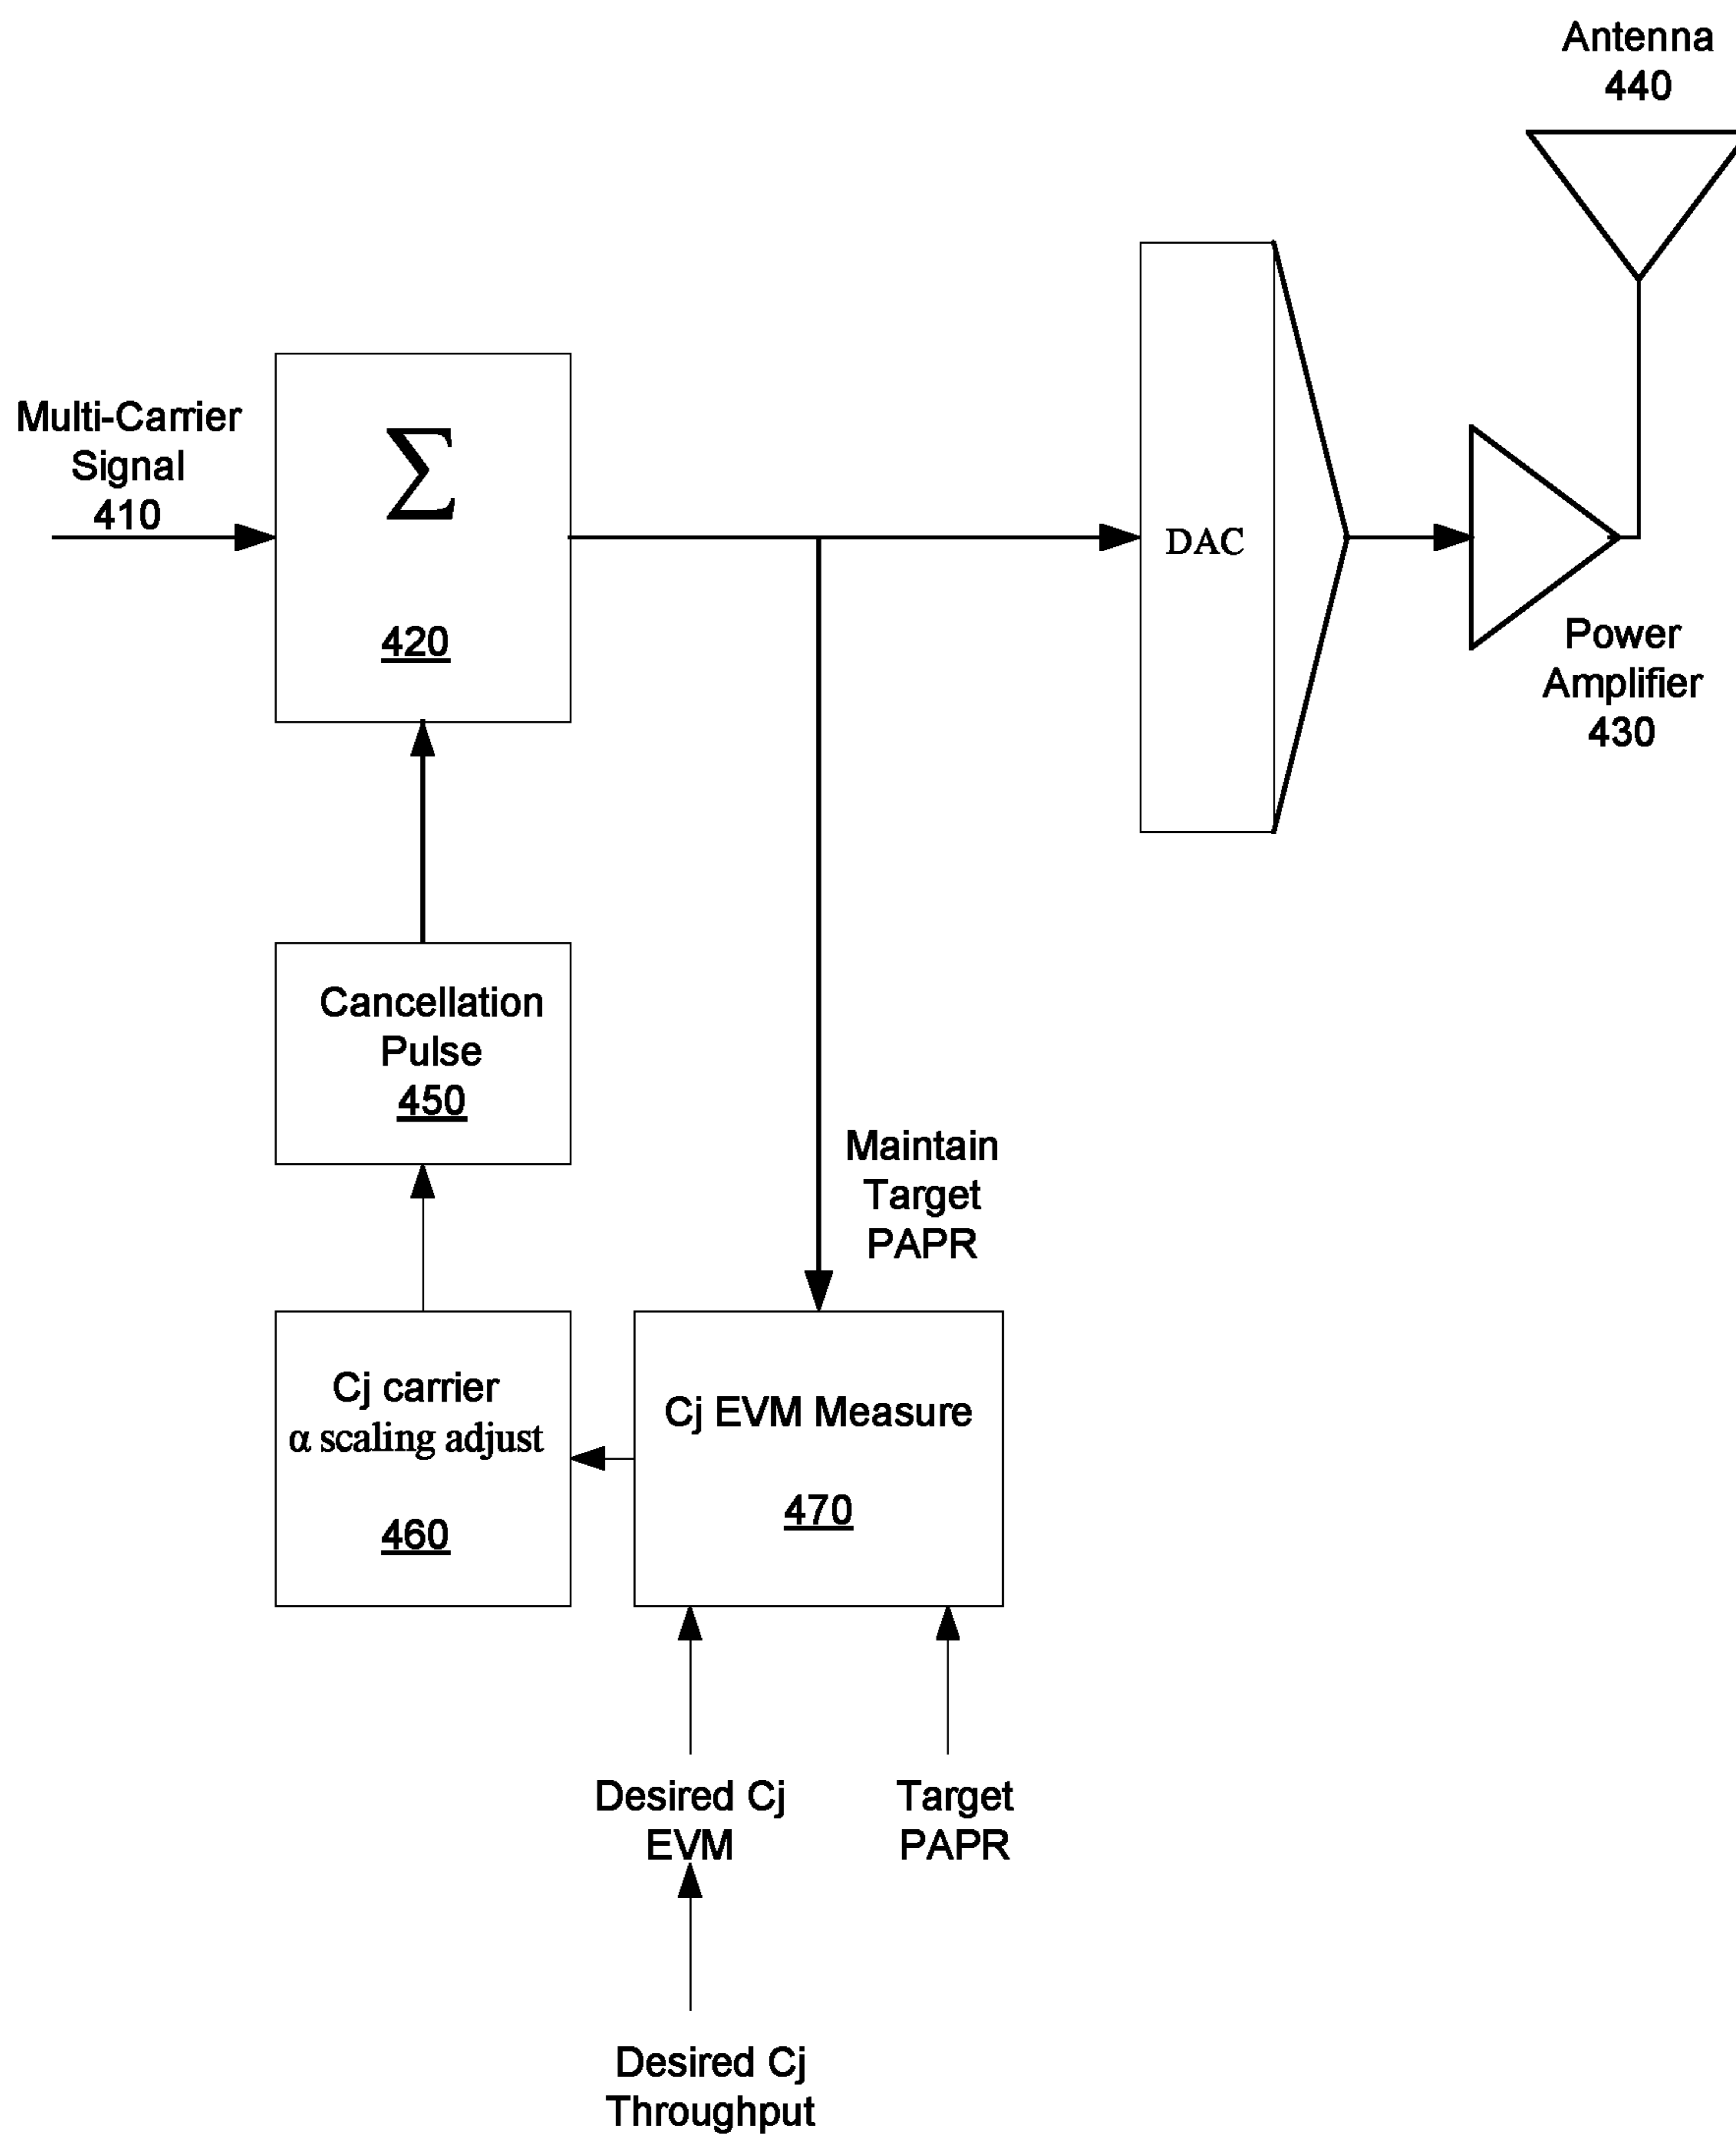 Antenna
440
Multi-Carrier
Signal
410
Σ
420
DAC
Power
Amplifier
430
Cancellation
Pulse
450
Maintain
Target
PAPR
Cj carrier
α scaling adjust
460
Cj EVM Measure
470
Desired Cj
EVM
Target
PAPR
Desired Cj
Throughput